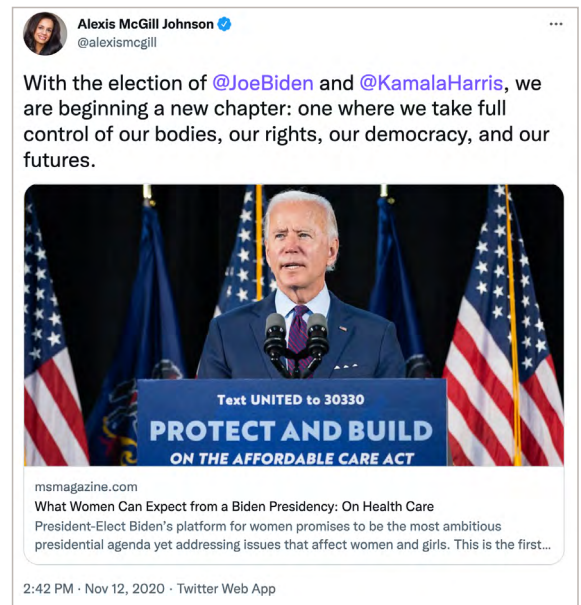 Alexis McGill Johnson
@alexismcgill
With the election of @JoeBiden and @KamalaHarris, we
are beginning a new chapter: one where we take full
control of our bodies, our rights, our democracy, and our
futures.
Text UNITED to 30330
PROTECT AND BUILD
ON THE AFFORDABLE CARE ACT
msmagazine.com
What Women Can Expect from a Biden Presidency: On Health Care
President-Elect Biden’s platform for women promises to be the most ambitious
presidential agenda yet addressing issues that affect women and girls. This is the first...
2:42 PM · Nov 12, 2020 · Twitter Web App